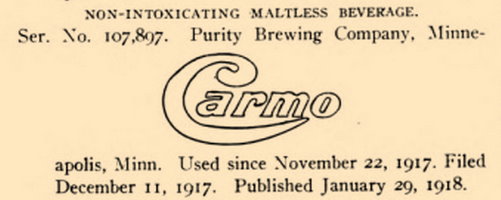 NON-INTOXICATING MALTLESS BEVERAGE.
Ser. No. 107,897. Purity Brewing Company, Minne-
Carmo
apolis, Minn. Used since November 22, 1917. Filed
December 11, 1917. Published January 29, 1918.